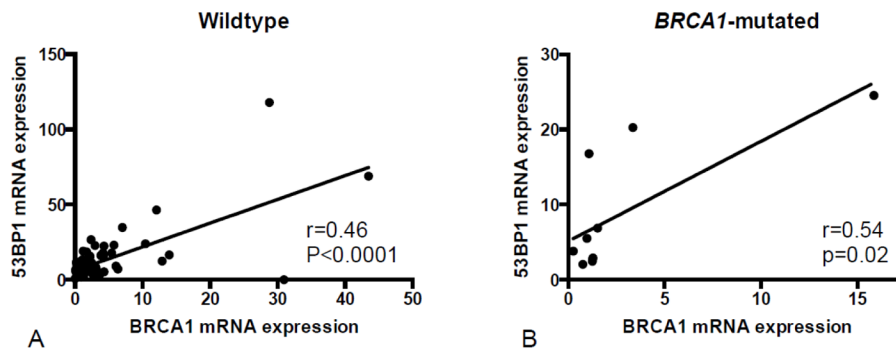 Wildtype
150
100
50
0
53BP1 mRNA expression
r=0.46
P<0.0001
0 10 20 30 40 50
BRCA1 mRNA expression
A
BRCA1-mutated
30
20
10
0
53BP1 mRNA expression
r=0.54
p=0.02
0 5 10 15
BRCA1 mRNA expression
B